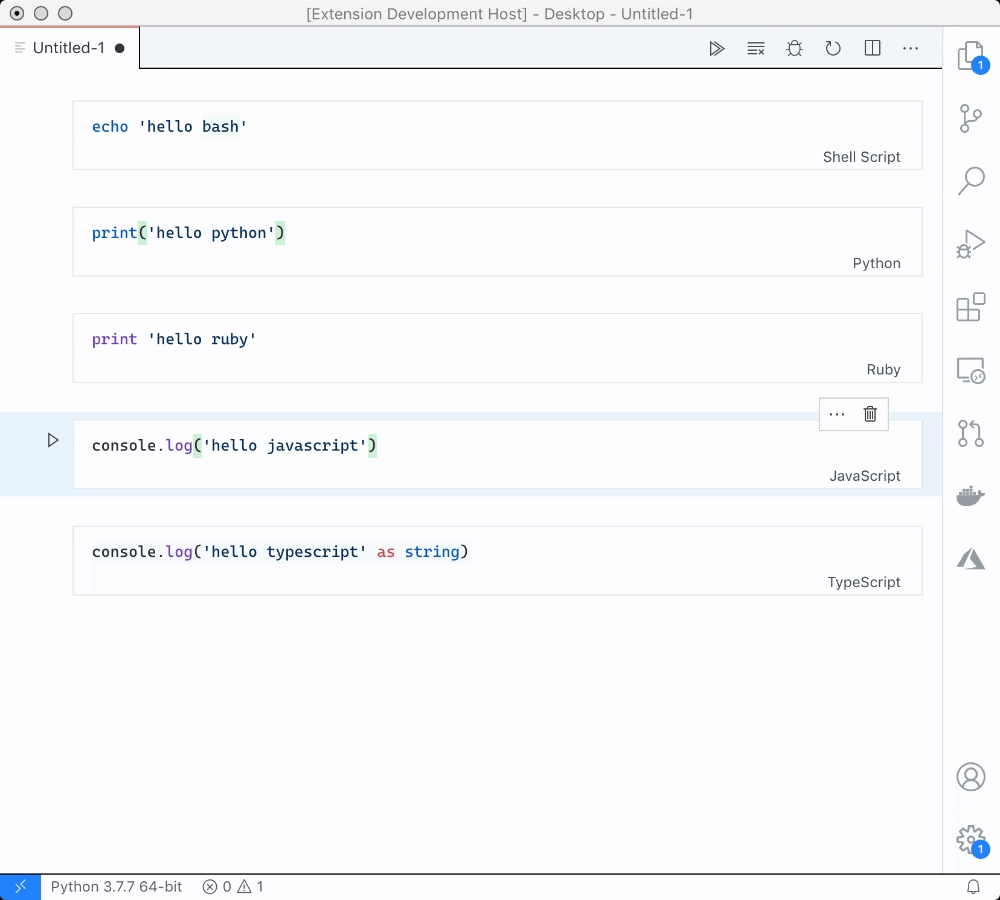 [Extension Development Host] - Desktop - Untitled-1
Untitled-1
1
echo 'hello bash'
Shell Script
print('hello python')
Python
print 'hello ruby'
Ruby
console.log('hello javascript')
JavaScript
console.log('hello typescript' as string)
TypeScript
1
Python 3.7.7 64-bit 0 1